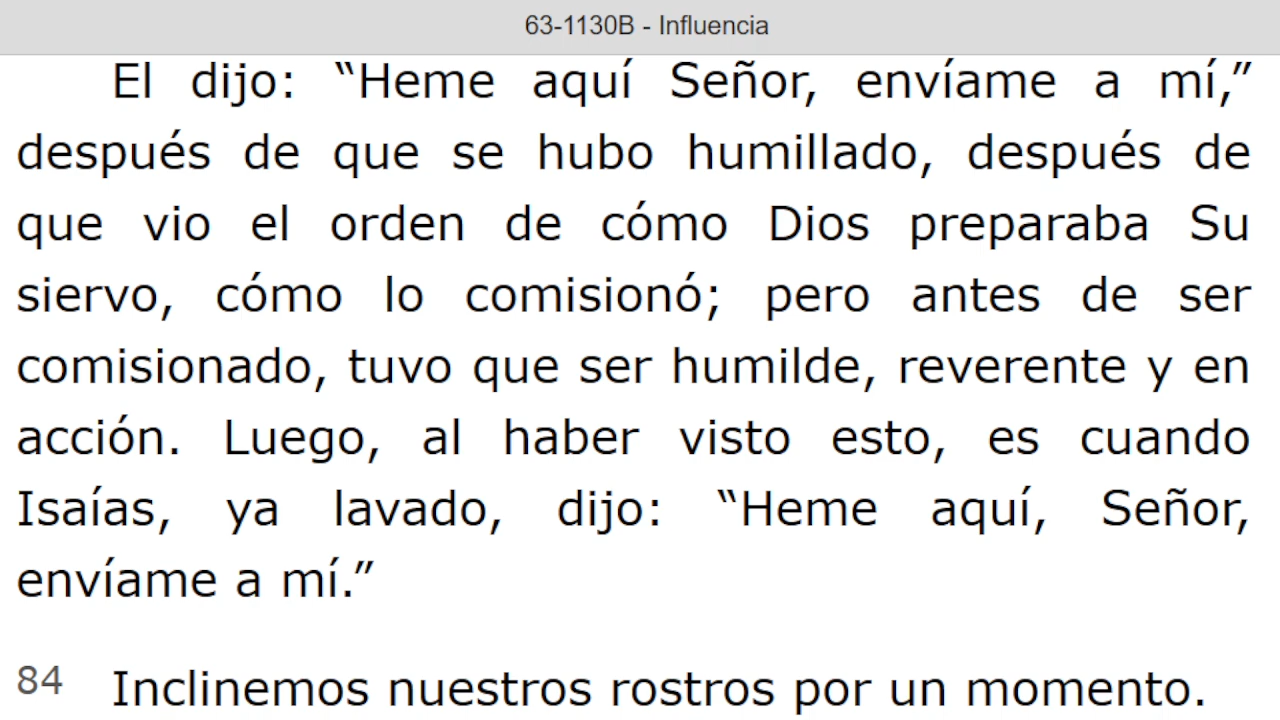 63-1130B - Influencia
El dijo: “Heme aquí Señor, envíame a mí,”
después de que se hubo humillado, después de
que vio el orden de cómo Dios preparaba Su
siervo, cómo lo comisionó; pero antes de ser
comisionado, tuvo que ser humilde, reverente y en
acción. Luego, al haber visto esto, es cuando
Isaías, ya lavado, dijo: “Heme aquí, Señor,
envíame a mí.”
84 Inclinemos nuestros rostros por un momento.